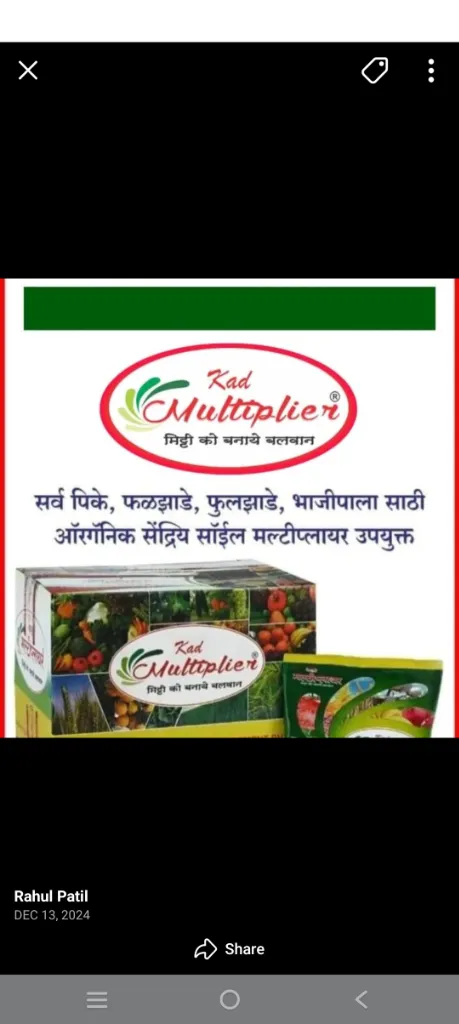 Kad
Multiplier®
मिट्टी को बनाये बलवान
सर्व पिके, फळझाडे, फुलझाडे, भाजीपाला साठी
ऑरगॅनिक सेंद्रिय सॉईल मल्टीप्लायर उपयुक्त
Kad
Multiplier®
मिट्टी को बनाये बलवान
Rahul Patil
DEC 13, 2024
Share